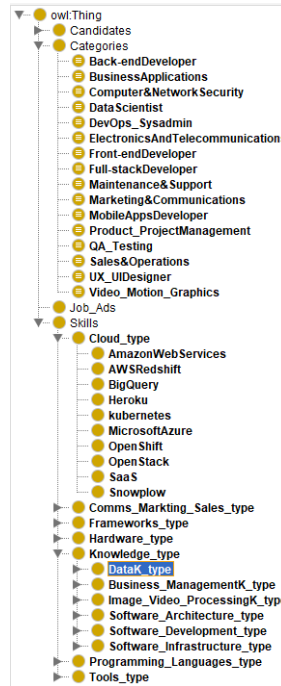 owl:Thing
Candidates
Categories
Back-endDeveloper
BusinessApplications
Computer&NetworkSecurity
DataScientist
DevOps_Sysadmin
ElectronicsAndTelecommunication
Front-endDeveloper
Full-stackDeveloper
Maintenance&Support
Marketing&Communications
MobileAppsDeveloper
Product_ProjectManagement
QA_Testing
Sales&Operations
UX_UIDesigner
Video_Motion_Graphics
Job_Ads
Skills
Cloud_type
AmazonWebServices
AWSRedshift
BigQuery
Heroku
kubernetes
MicrosoftAzure
OpenShift
OpenStack
SaaS
Snowplow
Comms_Markting_Sales_type
Frameworks_type
Hardware_type
Knowledge_type
DataK_type
Business_ManagementK_type
Image_Video_ProcessingK_type
Software_Architecture_type
Software_Development_type
Software_Infrastructure_type
Programming_Languages_type
Tools_type